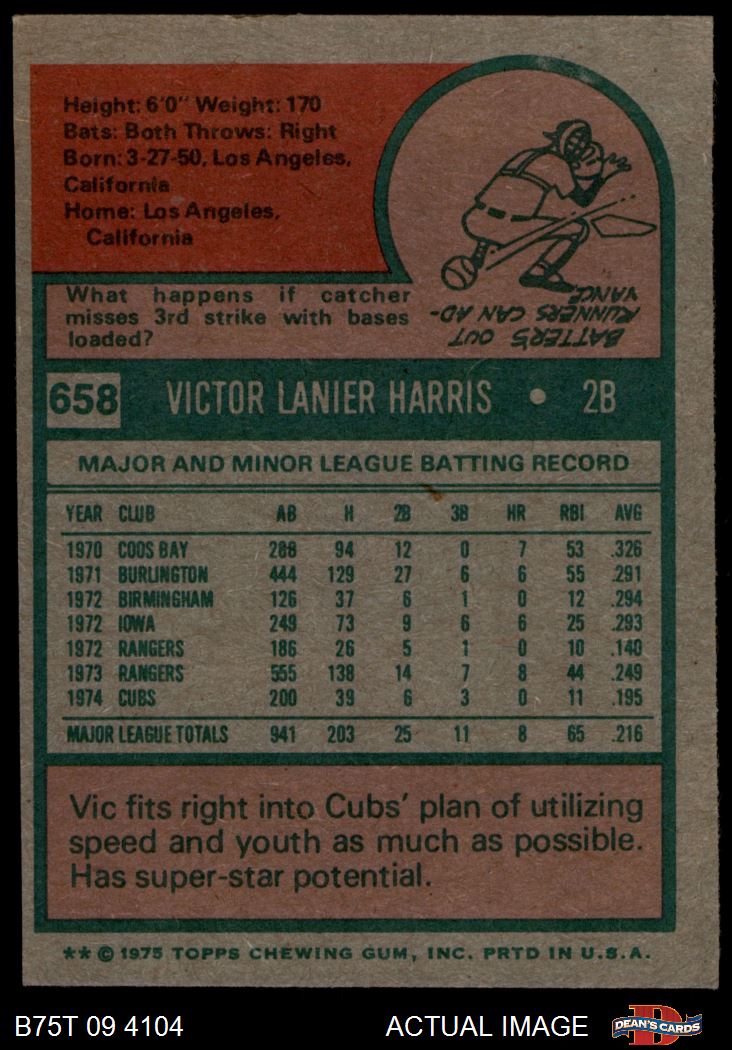 Height: 6'0" Weight: 170
Bats: Both Throws: Right
Born: 3-27-50, Los Angeles,
California
Home: Los Angeles,
California
What happens if catcher
misses 3rd strike with bases
loaded?
BATTER'S OUT
RUNNERS CAN AD-
VANCE
658 VICTOR LANIER HARRIS • 2B
MAJOR AND MINOR LEAGUE BATTING RECORD
YEAR CLUB AB H 2B 3B HR RBI AVG
1970 COOS BAY 288 94 12 0 7 53 .326
1971 BURLINGTON 444 129 27 6 6 55 .291
1972 BIRMINGHAM 126 37 6 1 0 12 .294
1972 IOWA 249 73 9 6 6 25 .293
1972 RANGERS 186 26 5 1 0 10 .140
1973 RANGERS 555 138 14 7 8 44 .249
1974 CUBS 200 39 6 3 0 11 .195
MAJOR LEAGUE TOTALS 941 203 25 11 8 65 .216
Vic fits right into Cubs' plan of utilizing
speed and youth as much as possible.
Has super-star potential.
** © 1975 TOPPS CHEWING GUM, INC. PRTD IN U.S.A.
B75T 09 4104 ACTUAL IMAGE D DEAN'S CARDS